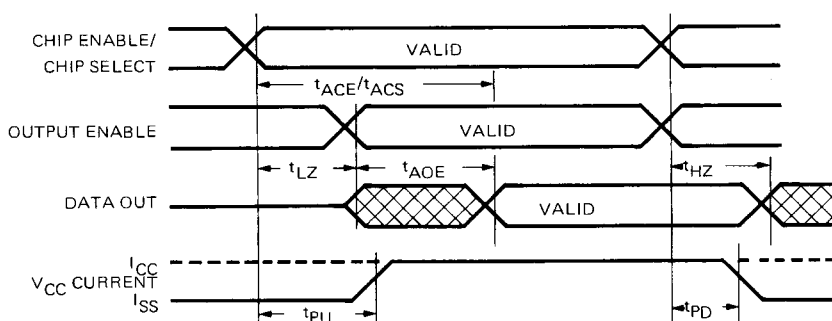 CHIP ENABLE/
CHIP SELECT
VALID
tACE/tACS
OUTPUT ENABLE
VALID
tLZ
tAOE
tHZ
DATA OUT
VALID
ICC
VCC CURRENT
ISS
tPU
tPD